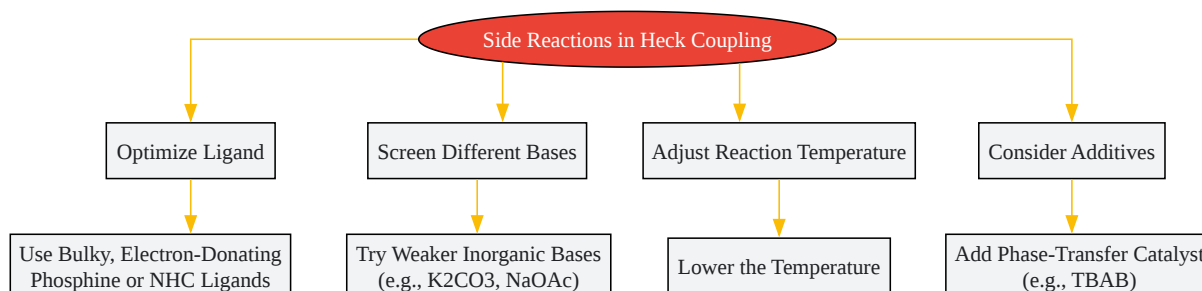 Side Reactions in Heck Coupling
Optimize Ligand
Screen Different Bases
Adjust Reaction Temperature
Consider Additives
Use Bulky, Electron-Donating
Phosphine or NHC Ligands
Try Weaker Inorganic Bases
(e.g., K2CO3, NaOAc)
Lower the Temperature
Add Phase-Transfer Catalyst
(e.g., TBAB)